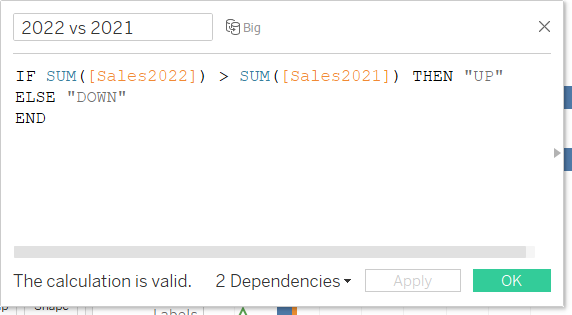 2022 vs 2021 Big
IF SUM([Sales2022]) > SUM([Sales2021]) THEN "UP"
ELSE "DOWN"
END
The calculation is valid. 2 Dependencies Apply OK
Labels